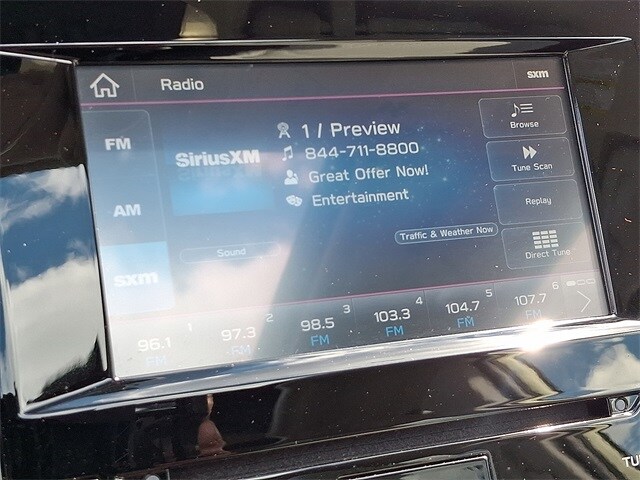 Radio
sxm
FM
AM
sxm
SiriusXM
1 / Preview
844-711-8800
Great Offer Now!
Entertainment
Browse
Tune Scan
Replay
Direct Tune
Traffic & Weather Now
Sound
1 2 3 4 5 6
96.1 97.3 98.5 103.3 104.7 107.7
FM FM FM FM FM FM
TU